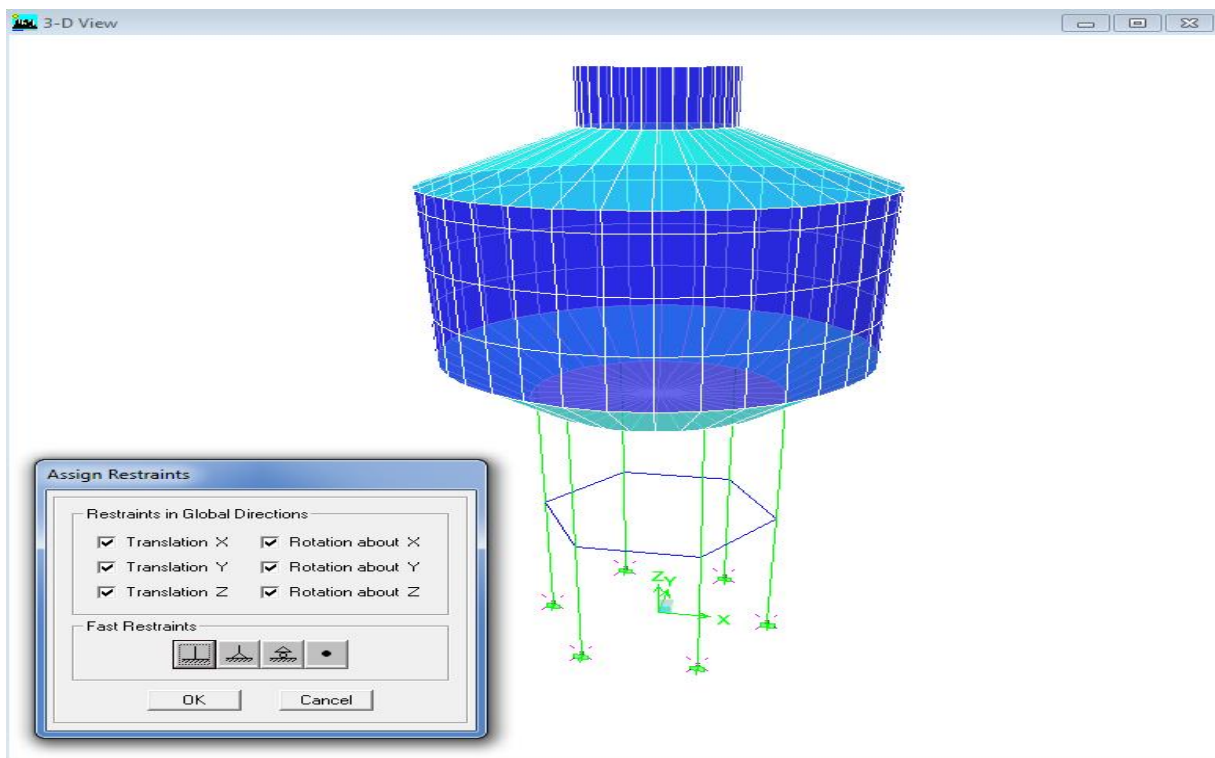 3-D View
Z
Y
X
Assign Restraints
Restraints in Global Directions
Translation X Rotation about X
Translation Y Rotation about Y
Translation Z Rotation about Z
Fast Restraints
OK Cancel